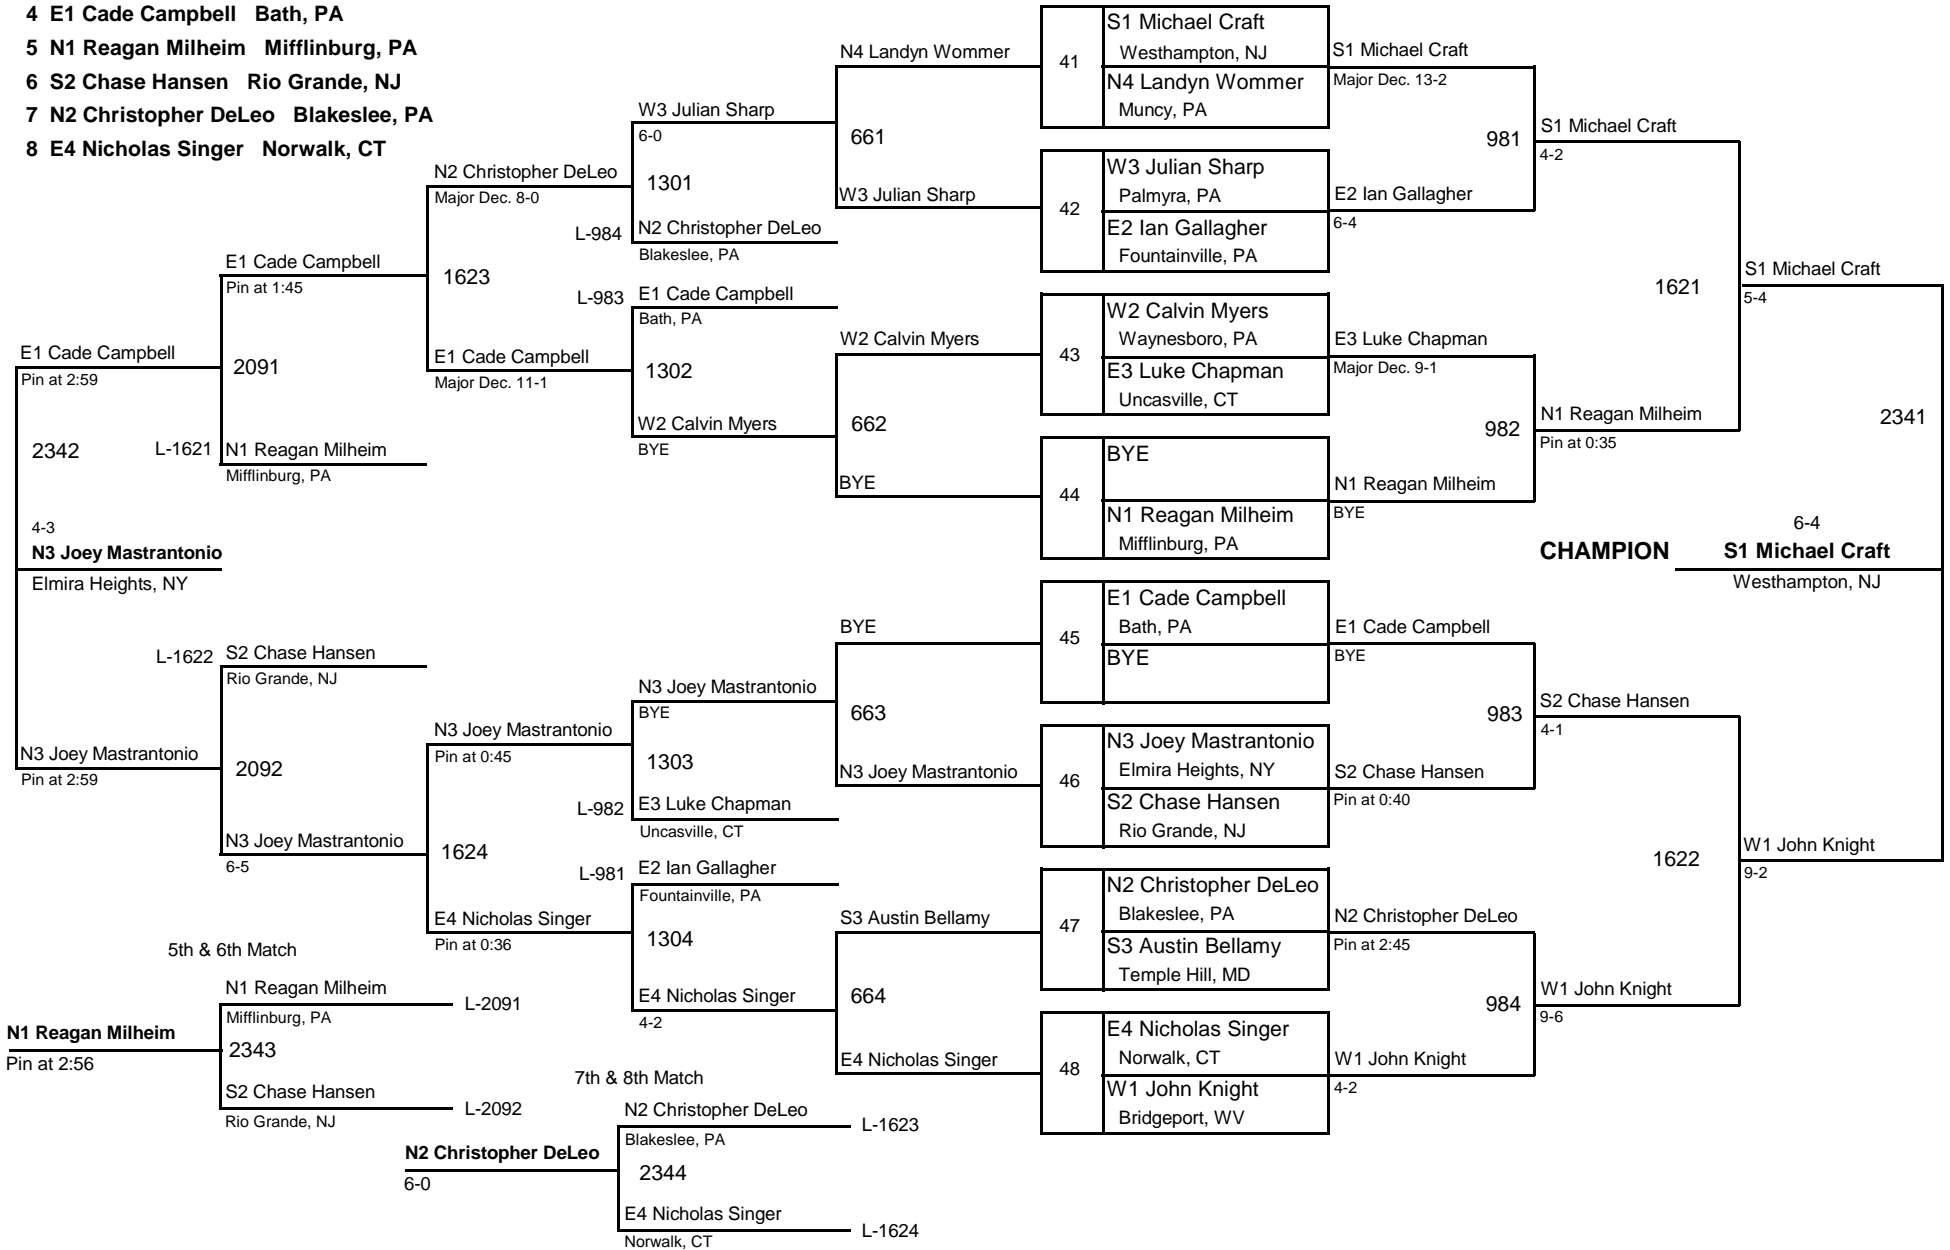 4 E1 Cade Campbell Bath, PA
5 N1 Reagan Milheim Mifflinburg, PA
6 S2 Chase Hansen Rio Grande, NJ
7 N2 Christopher DeLeo Blakeslee, PA
8 E4 Nicholas Singer Norwalk, CT
E1 Cade Campbell
Pin at 2:59
2342
4-3
N3 Joey Mastrantonio
Elmira Heights, NY
N3 Joey Mastrantonio
Pin at 2:59
5th & 6th Match
N1 Reagan Milheim
Pin at 2:56
E1 Cade Campbell
Pin at 1:45
2091
L-1621
N1 Reagan Milheim
Mifflinburg, PA
L-1622
S2 Chase Hansen
Rio Grande, NJ
2092
N3 Joey Mastrantonio
6-5
N1 Reagan Milheim
L-2091
Mifflinburg, PA
2343
S2 Chase Hansen
L-2092
Rio Grande, NJ
N2 Christopher DeLeo
Major Dec. 8-0
1623
E1 Cade Campbell
Major Dec. 11-1
N3 Joey Mastrantonio
Pin at 0:45
1624
E4 Nicholas Singer
Pin at 0:36
W3 Julian Sharp
6-0
1301
L-984
N2 Christopher DeLeo
Blakeslee, PA
L-983
E1 Cade Campbell
Bath, PA
1302
W2 Calvin Myers
BYE
N3 Joey Mastrantonio
BYE
1303
L-982
E3 Luke Chapman
Uncasville, CT
L-981
E2 Ian Gallagher
Fountainville, PA
1304
E4 Nicholas Singer
4-2
7th & 8th Match
N2 Christopher DeLeo
L-1623
Blakeslee, PA
N2 Christopher DeLeo
6-0
2344
E4 Nicholas Singer
L-1624
Norwalk, CT
N4 Landyn Wommer
661
W3 Julian Sharp
W2 Calvin Myers
662
BYE
BYE
663
N3 Joey Mastrantonio
S3 Austin Bellamy
664
E4 Nicholas Singer
41
S1 Michael Craft
Westhampton, NJ
N4 Landyn Wommer
Muncy, PA
42
W3 Julian Sharp
Palmyra, PA
E2 Ian Gallagher
Fountainville, PA
43
W2 Calvin Myers
Waynesboro, PA
E3 Luke Chapman
Uncasville, CT
44
BYE
N1 Reagan Milheim
Mifflinburg, PA
45
E1 Cade Campbell
Bath, PA
BYE
46
N3 Joey Mastrantonio
Elmira Heights, NY
S2 Chase Hansen
Rio Grande, NJ
47
N2 Christopher DeLeo
Blakeslee, PA
S3 Austin Bellamy
Temple Hill, MD
48
E4 Nicholas Singer
Norwalk, CT
W1 John Knight
Bridgeport, WV
S1 Michael Craft
Major Dec. 13-2
981
E2 Ian Gallagher
6-4
E3 Luke Chapman
Major Dec. 9-1
982
N1 Reagan Milheim
BYE
E1 Cade Campbell
BYE
983
S2 Chase Hansen
Pin at 0:40
N2 Christopher DeLeo
Pin at 2:45
984
W1 John Knight
4-2
S1 Michael Craft
4-2
1621
N1 Reagan Milheim
Pin at 0:35
S2 Chase Hansen
4-1
1622
W1 John Knight
9-6
S1 Michael Craft
5-4
2341
6-4
CHAMPION S1 Michael Craft
Westhampton, NJ
W1 John Knight
9-2